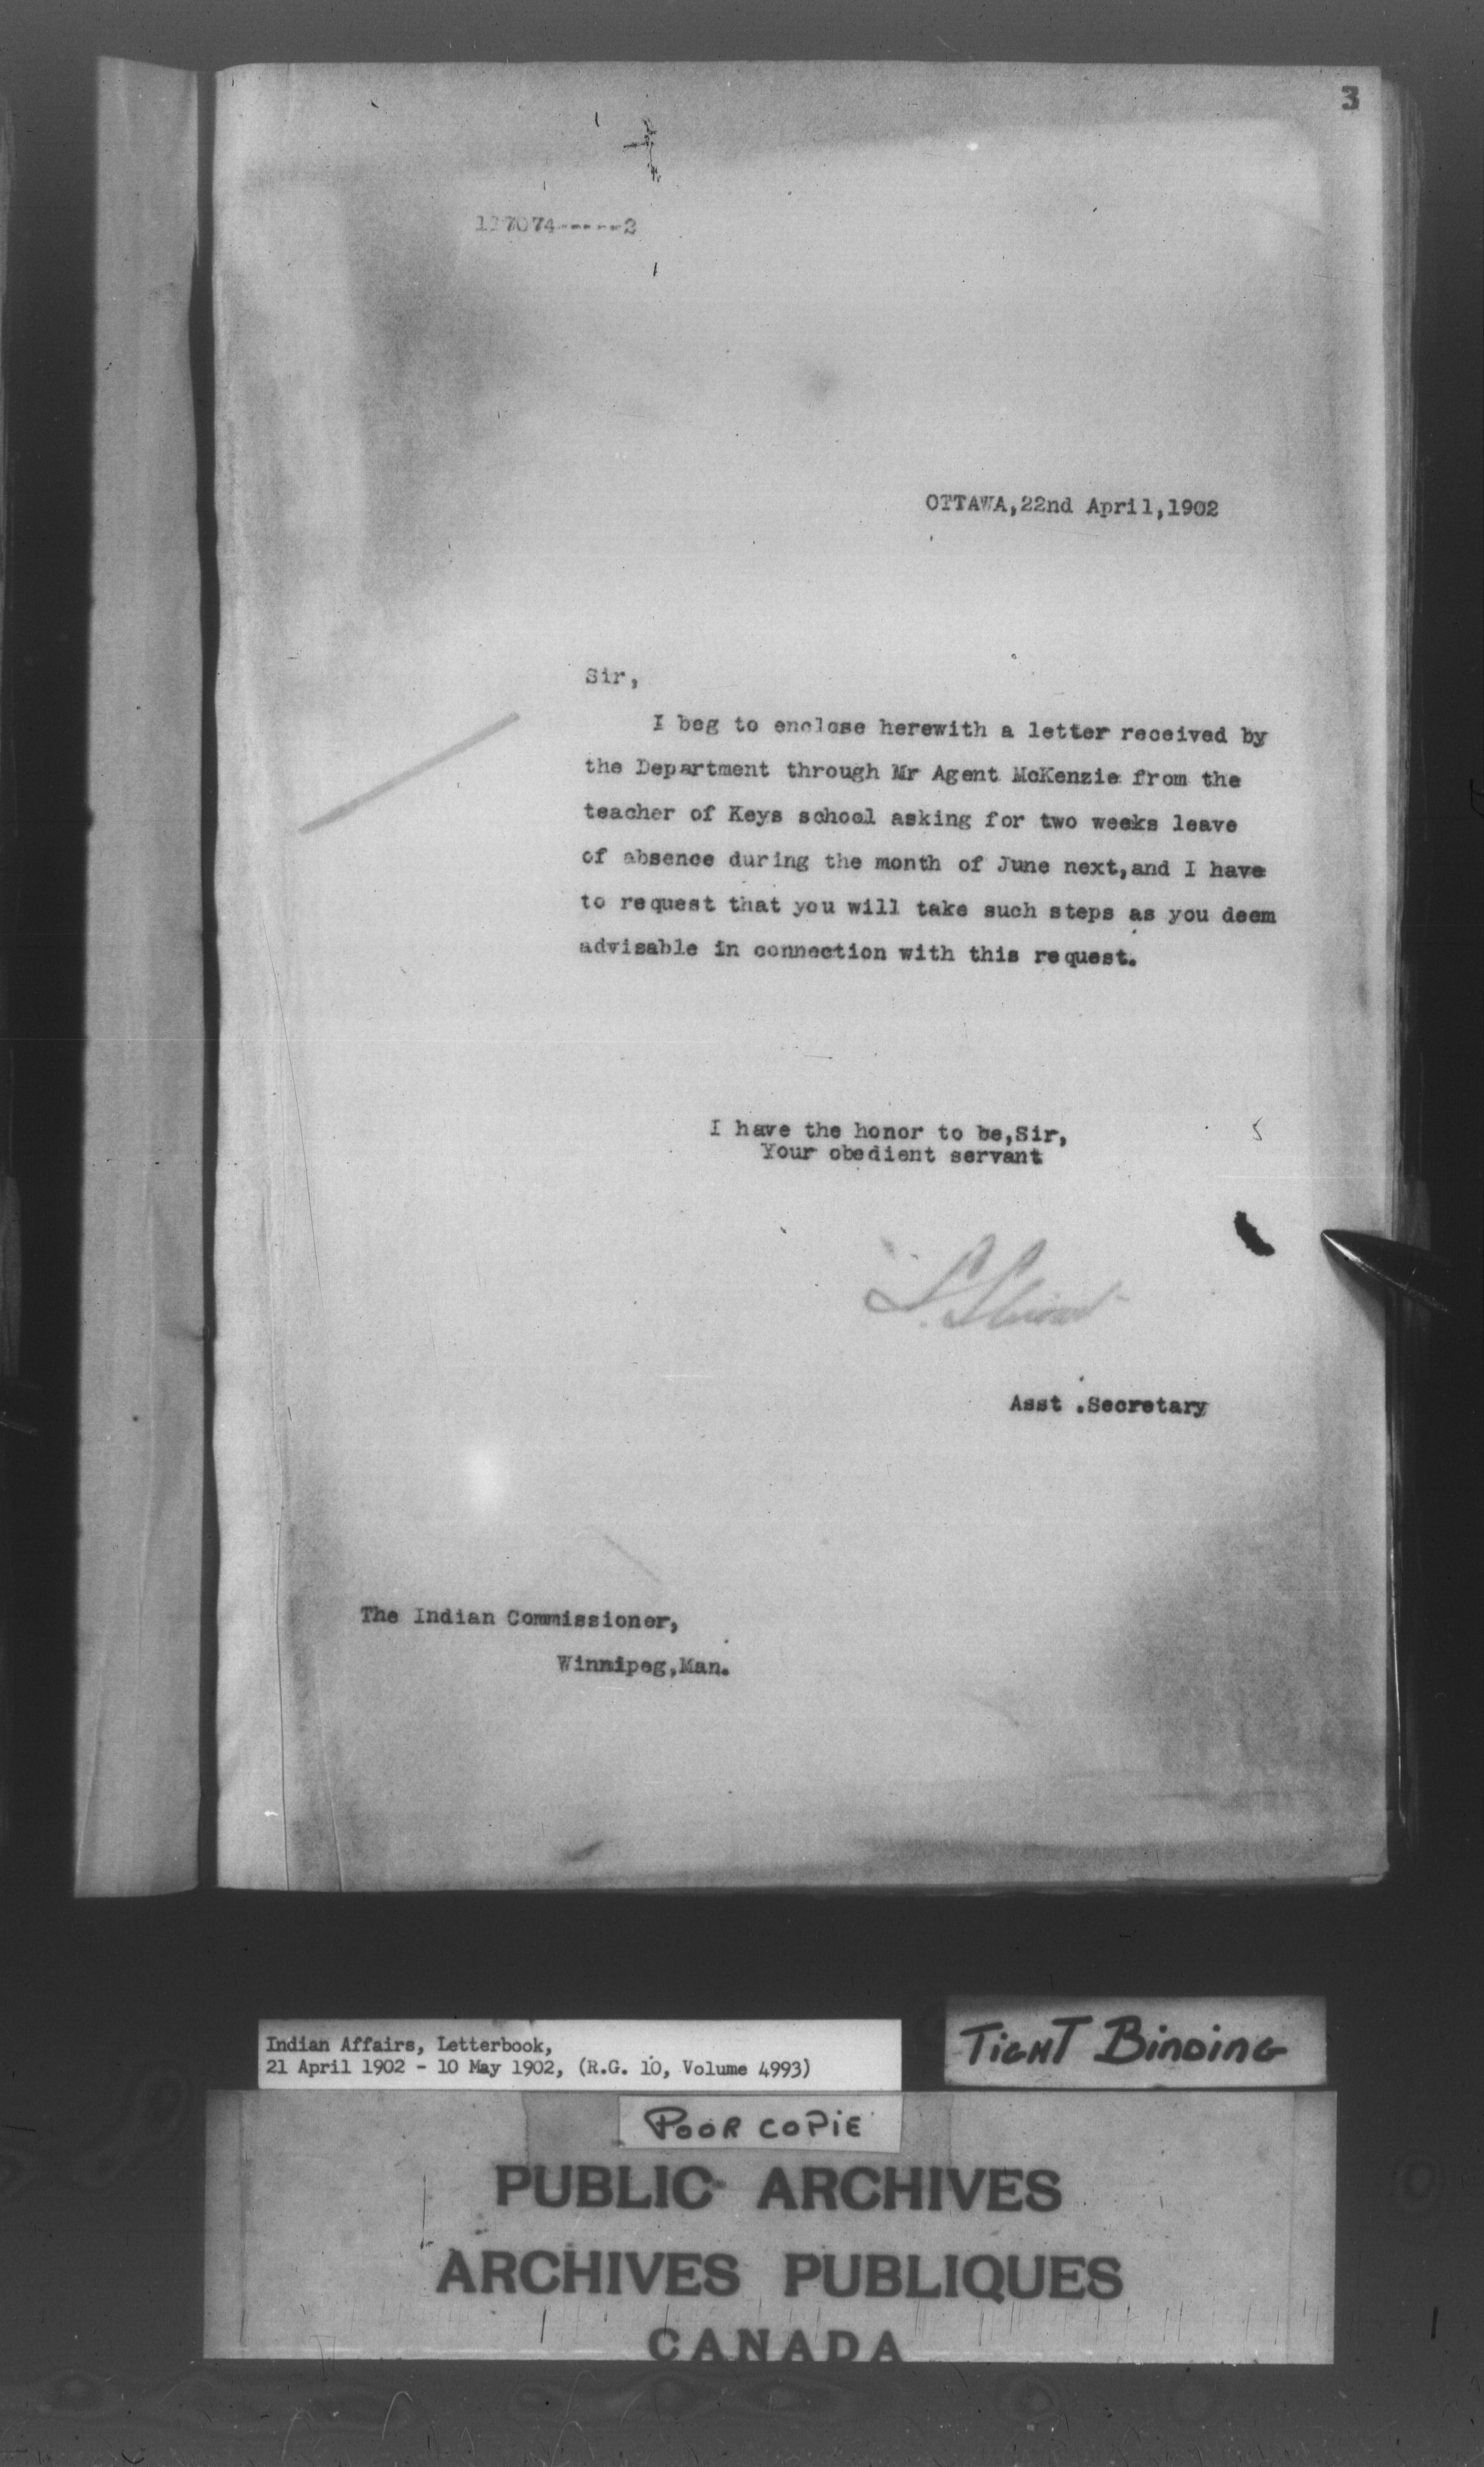 3
117074-----2
OTTAWA,22nd April,1902
Sir,
I beg to enclose herewith a letter received by
the Department through Mr Agent McKenzie from the
teacher of Keys school asking for two weeks leave
of absence during the month of June next,and I have
to request that you will take such steps as you deem
advisable in connection with this request.
I have the honor to be,Sir,
Your obedient servant
Asst .Secretary
The Indian Commissioner,
Winnipeg,Man.
Indian Affairs, Letterbook,
21 April 1902 - 10 May 1902, (R.G. 10, Volume 4993)
TIGHT BINDING
POOR COPIE
PUBLIC ARCHIVES
ARCHIVES PUBLIQUES
CANADA